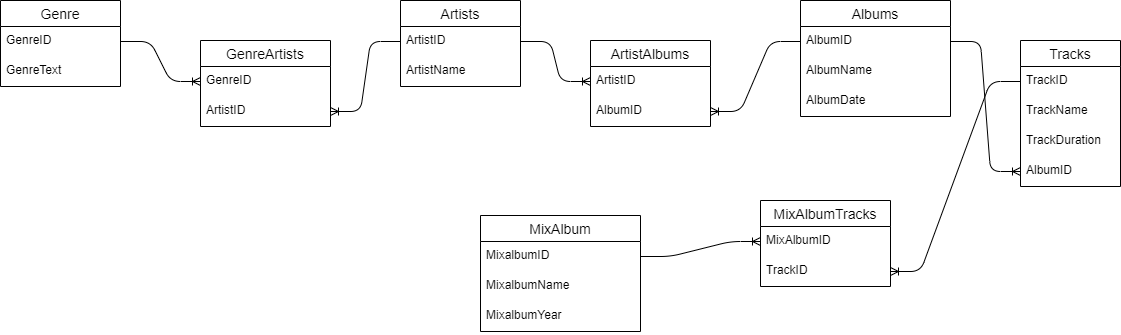 Genre
GenreID
GenreText
GenreArtists
GenreID
ArtistID
Artists
ArtistID
ArtistName
ArtistAlbums
ArtistID
AlbumID
Albums
AlbumID
AlbumName
AlbumDate
Tracks
TrackID
TrackName
TrackDuration
AlbumID
MixAlbum
MixalbumID
MixalbumName
MixalbumYear
MixAlbumTracks
MixAlbumID
TrackID